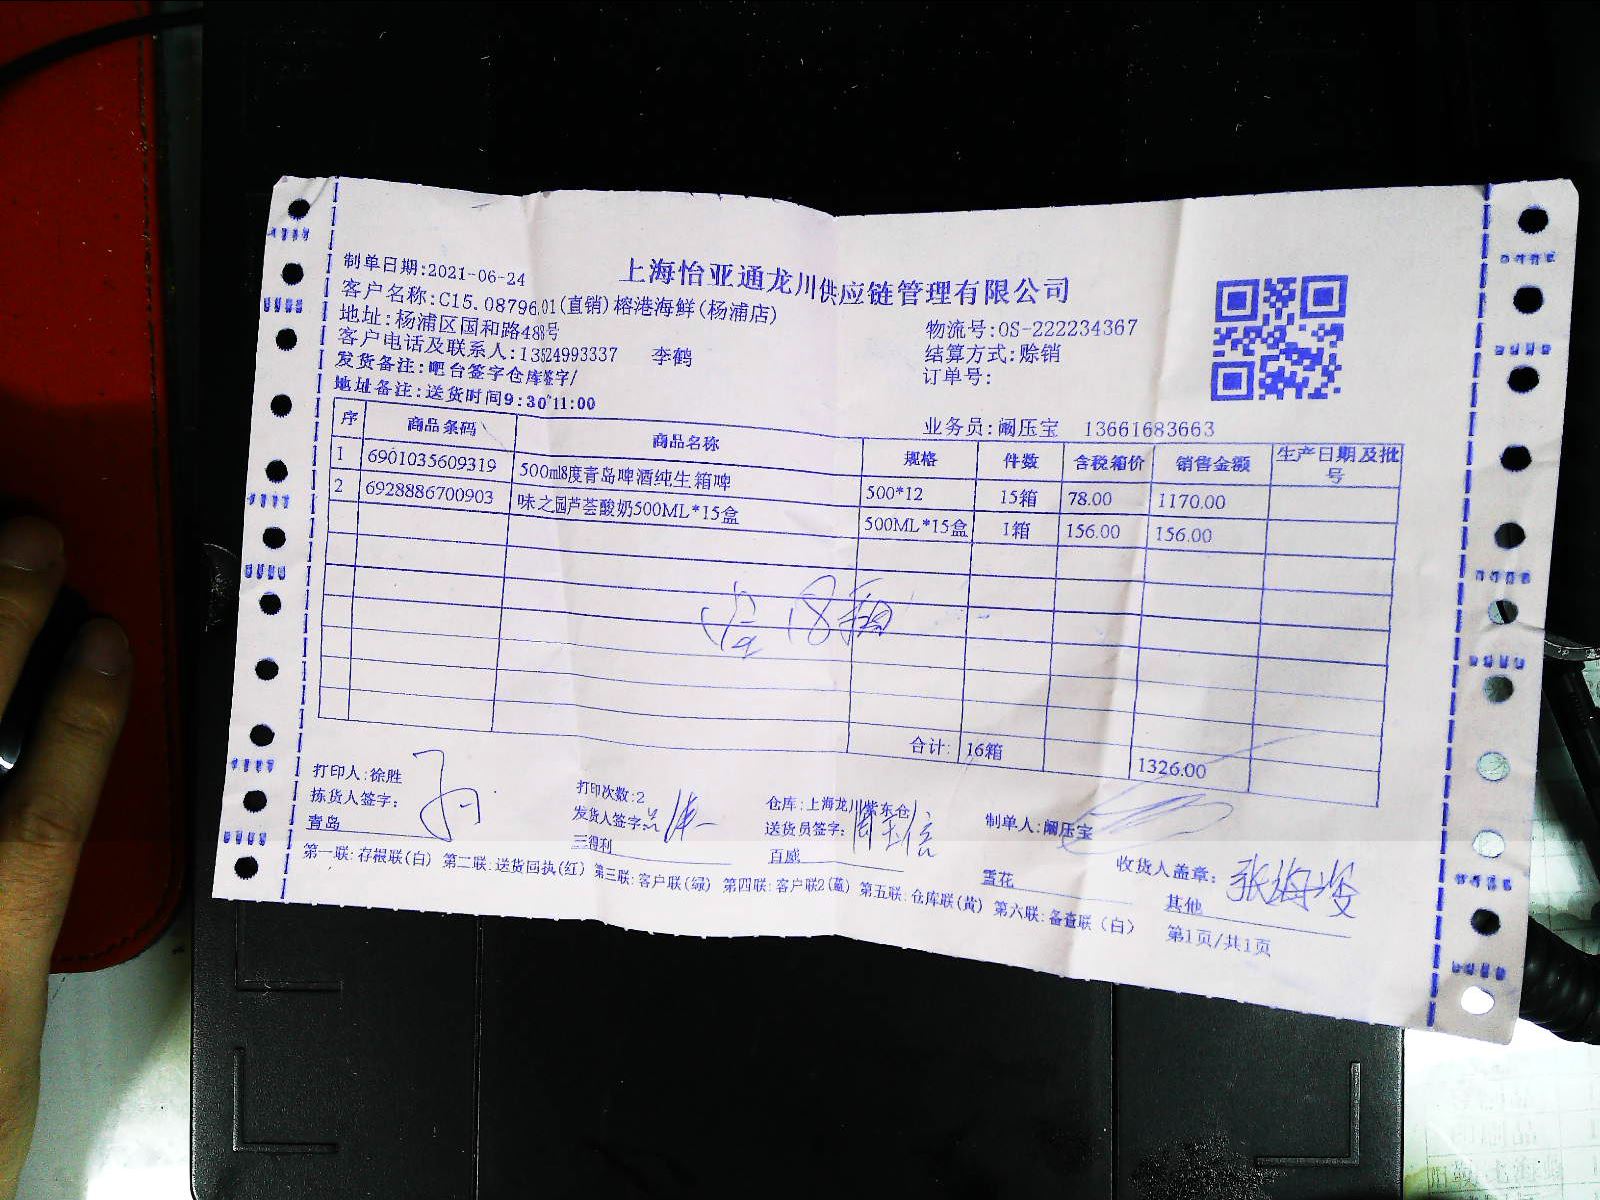 上海怡亚通龙川供应链管理有限公司
制单日期:2021-06-24
客户名称:C15.08796.01(直销)榕港海鲜(杨浦店)
地址:杨浦区国和路488号
物流号:OS-222234367
客户电话及联系人:13524993337 李鹤
结算方式:赊销
发货备注:吧台签字仓库签字/
订单号:
地址备注:送货时间9:30~11:00
业务员:阚压宝 13661683663
序 商品条码 商品名称 规格 件数 含税箱价 销售金额 生产日期及批号
1 6901035609319 500ml8度青岛啤酒纯生箱啤 500*12 15箱 78.00 1170.00
2 6928886700903 味之园芦荟酸奶500ML*15盒 500ML*15盒 1箱 156.00 156.00
18箱
合计: 16箱 1326.00
打印人:徐胜 打印次数:2 仓库:上海龙川紫东仓 制单人:阚压宝
拣货人签字: 发货人签字: 送货员签字: 收货人盖章:
青岛 三得利 百威 雪花 其他
第一联:存根联(白) 第二联:送货回执(红) 第三联:客户联(绿) 第四联:客户联2(蓝) 第五联:仓库联(黄) 第六联:备查联(白) 第1页/共1页